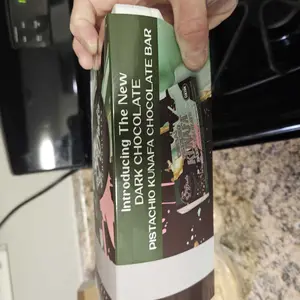 Introducing The New
DARK CHOCOLATE
PISTACHIO KUNAFA CHOCOLATE BAR